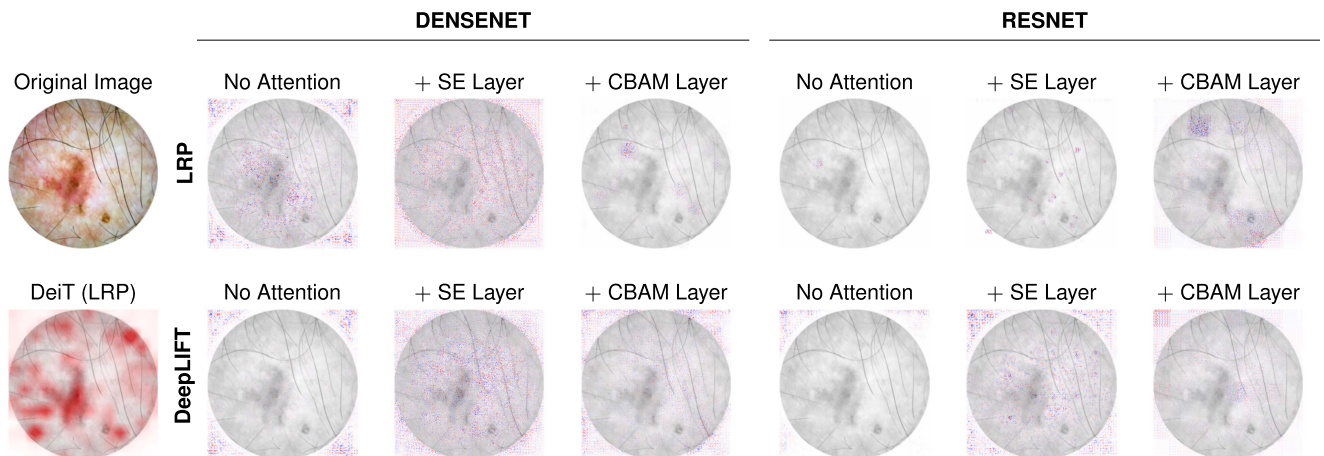 DENSENET
RESNET
Original Image
No Attention
+ SE Layer
+ CBAM Layer
No Attention
+ SE Layer
+ CBAM Layer
LRP
DeiT (LRP)
No Attention
+ SE Layer
+ CBAM Layer
No Attention
+ SE Layer
+ CBAM Layer
DeepLIFT